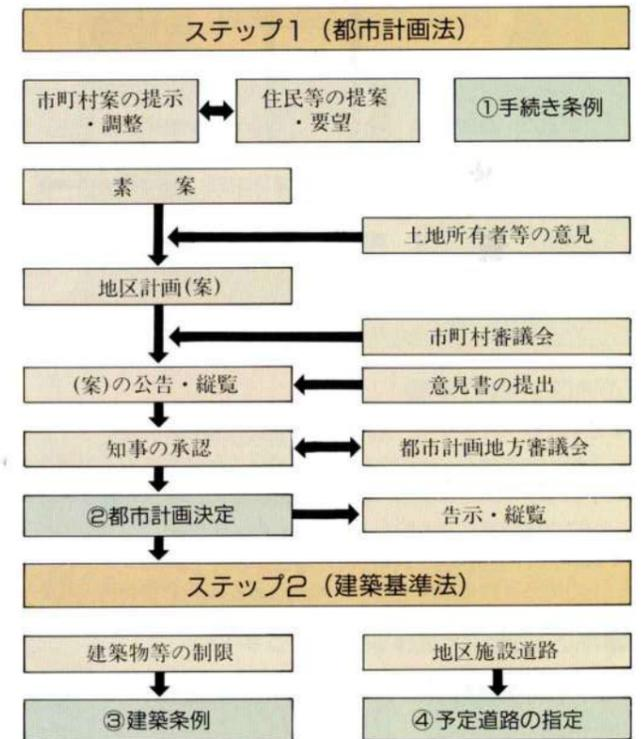 ステップ1(都市計画法)
市町村案の提示
・調整
住民等の提案
・要望
①手続き条例
素 案
土地所有者等の意見
地区計画(案)
市町村審議会
(案)の公告・縦覧
意見書の提出
知事の承認
都市計画地方審議会
②都市計画決定
告示・縦覧
ステップ2(建築基準法)
建築物等の制限
地区施設道路
③建築条例
④予定道路の指定